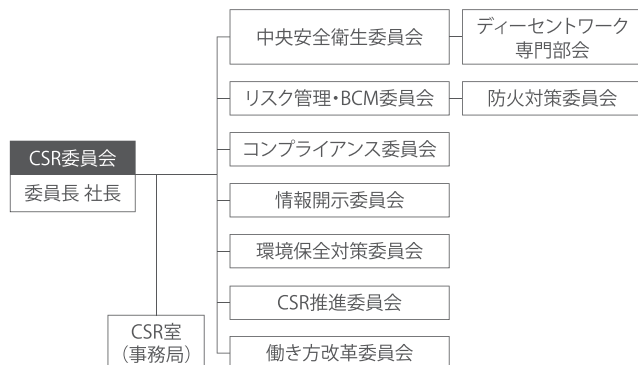 中央安全衛生委員会
ディーセントワーク
専門部会
リスク管理・BCM委員会
防火対策委員会
CSR委員会
委員長 社長
コンプライアンス委員会
情報開示委員会
環境保全対策委員会
CSR推進委員会
CSR室
（事務局）
働き方改革委員会